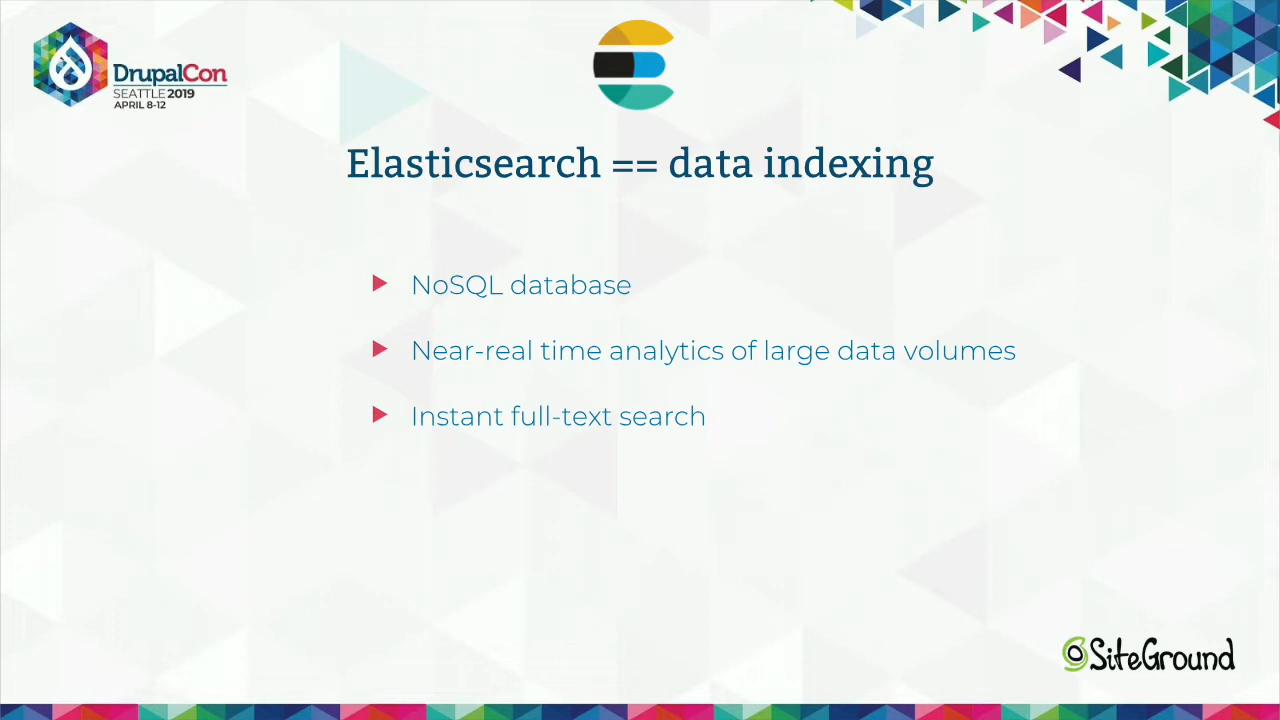 DrupalCon
SEATTLE 2019
APRIL 8-12
Elasticsearch == data indexing
NoSQL database
Near-real time analytics of large data volumes
Instant full-text search
SiteGround